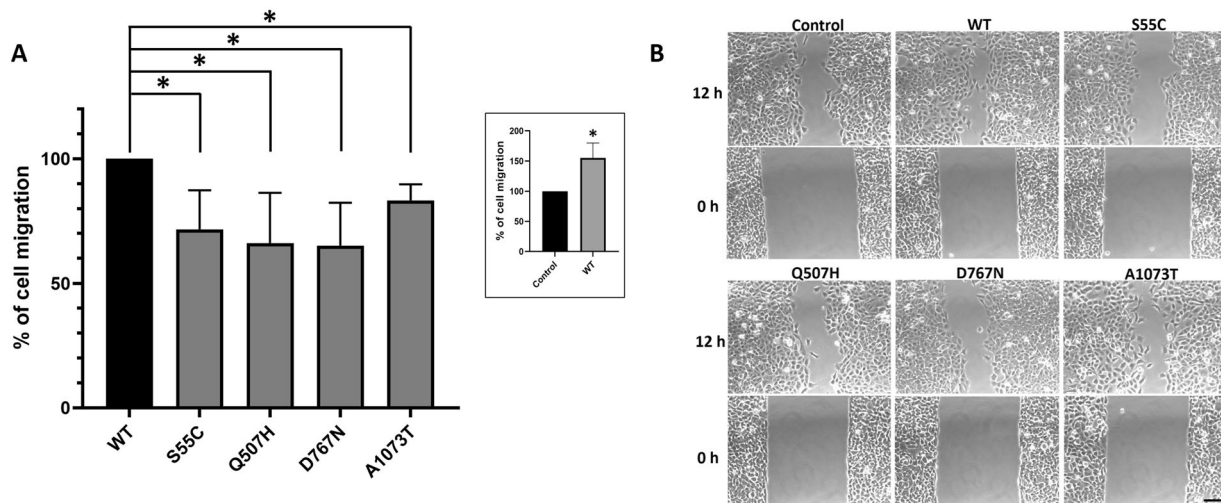 A
*
*
*
*
% of cell migration
100
50
0
WT
S55C
Q507H
D767N
A1073T
% of cell migration
200
150
100
50
0
*
Control
WT
B
Control
WT
S55C
12 h
0 h
Q507H
D767N
A1073T
12 h
0 h